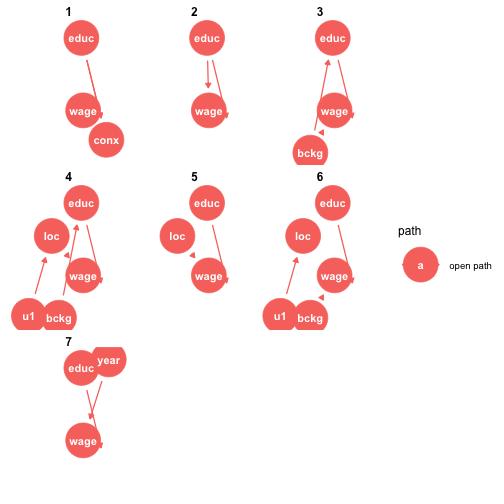 1
educ
wage
conx
2
educ
wage
3
educ
wage
bckg
4
educ
loc
wage
u1
bckg
5
educ
loc
wage
6
educ
loc
wage
u1
bckg
path
a
open path
7
educ
year
wage